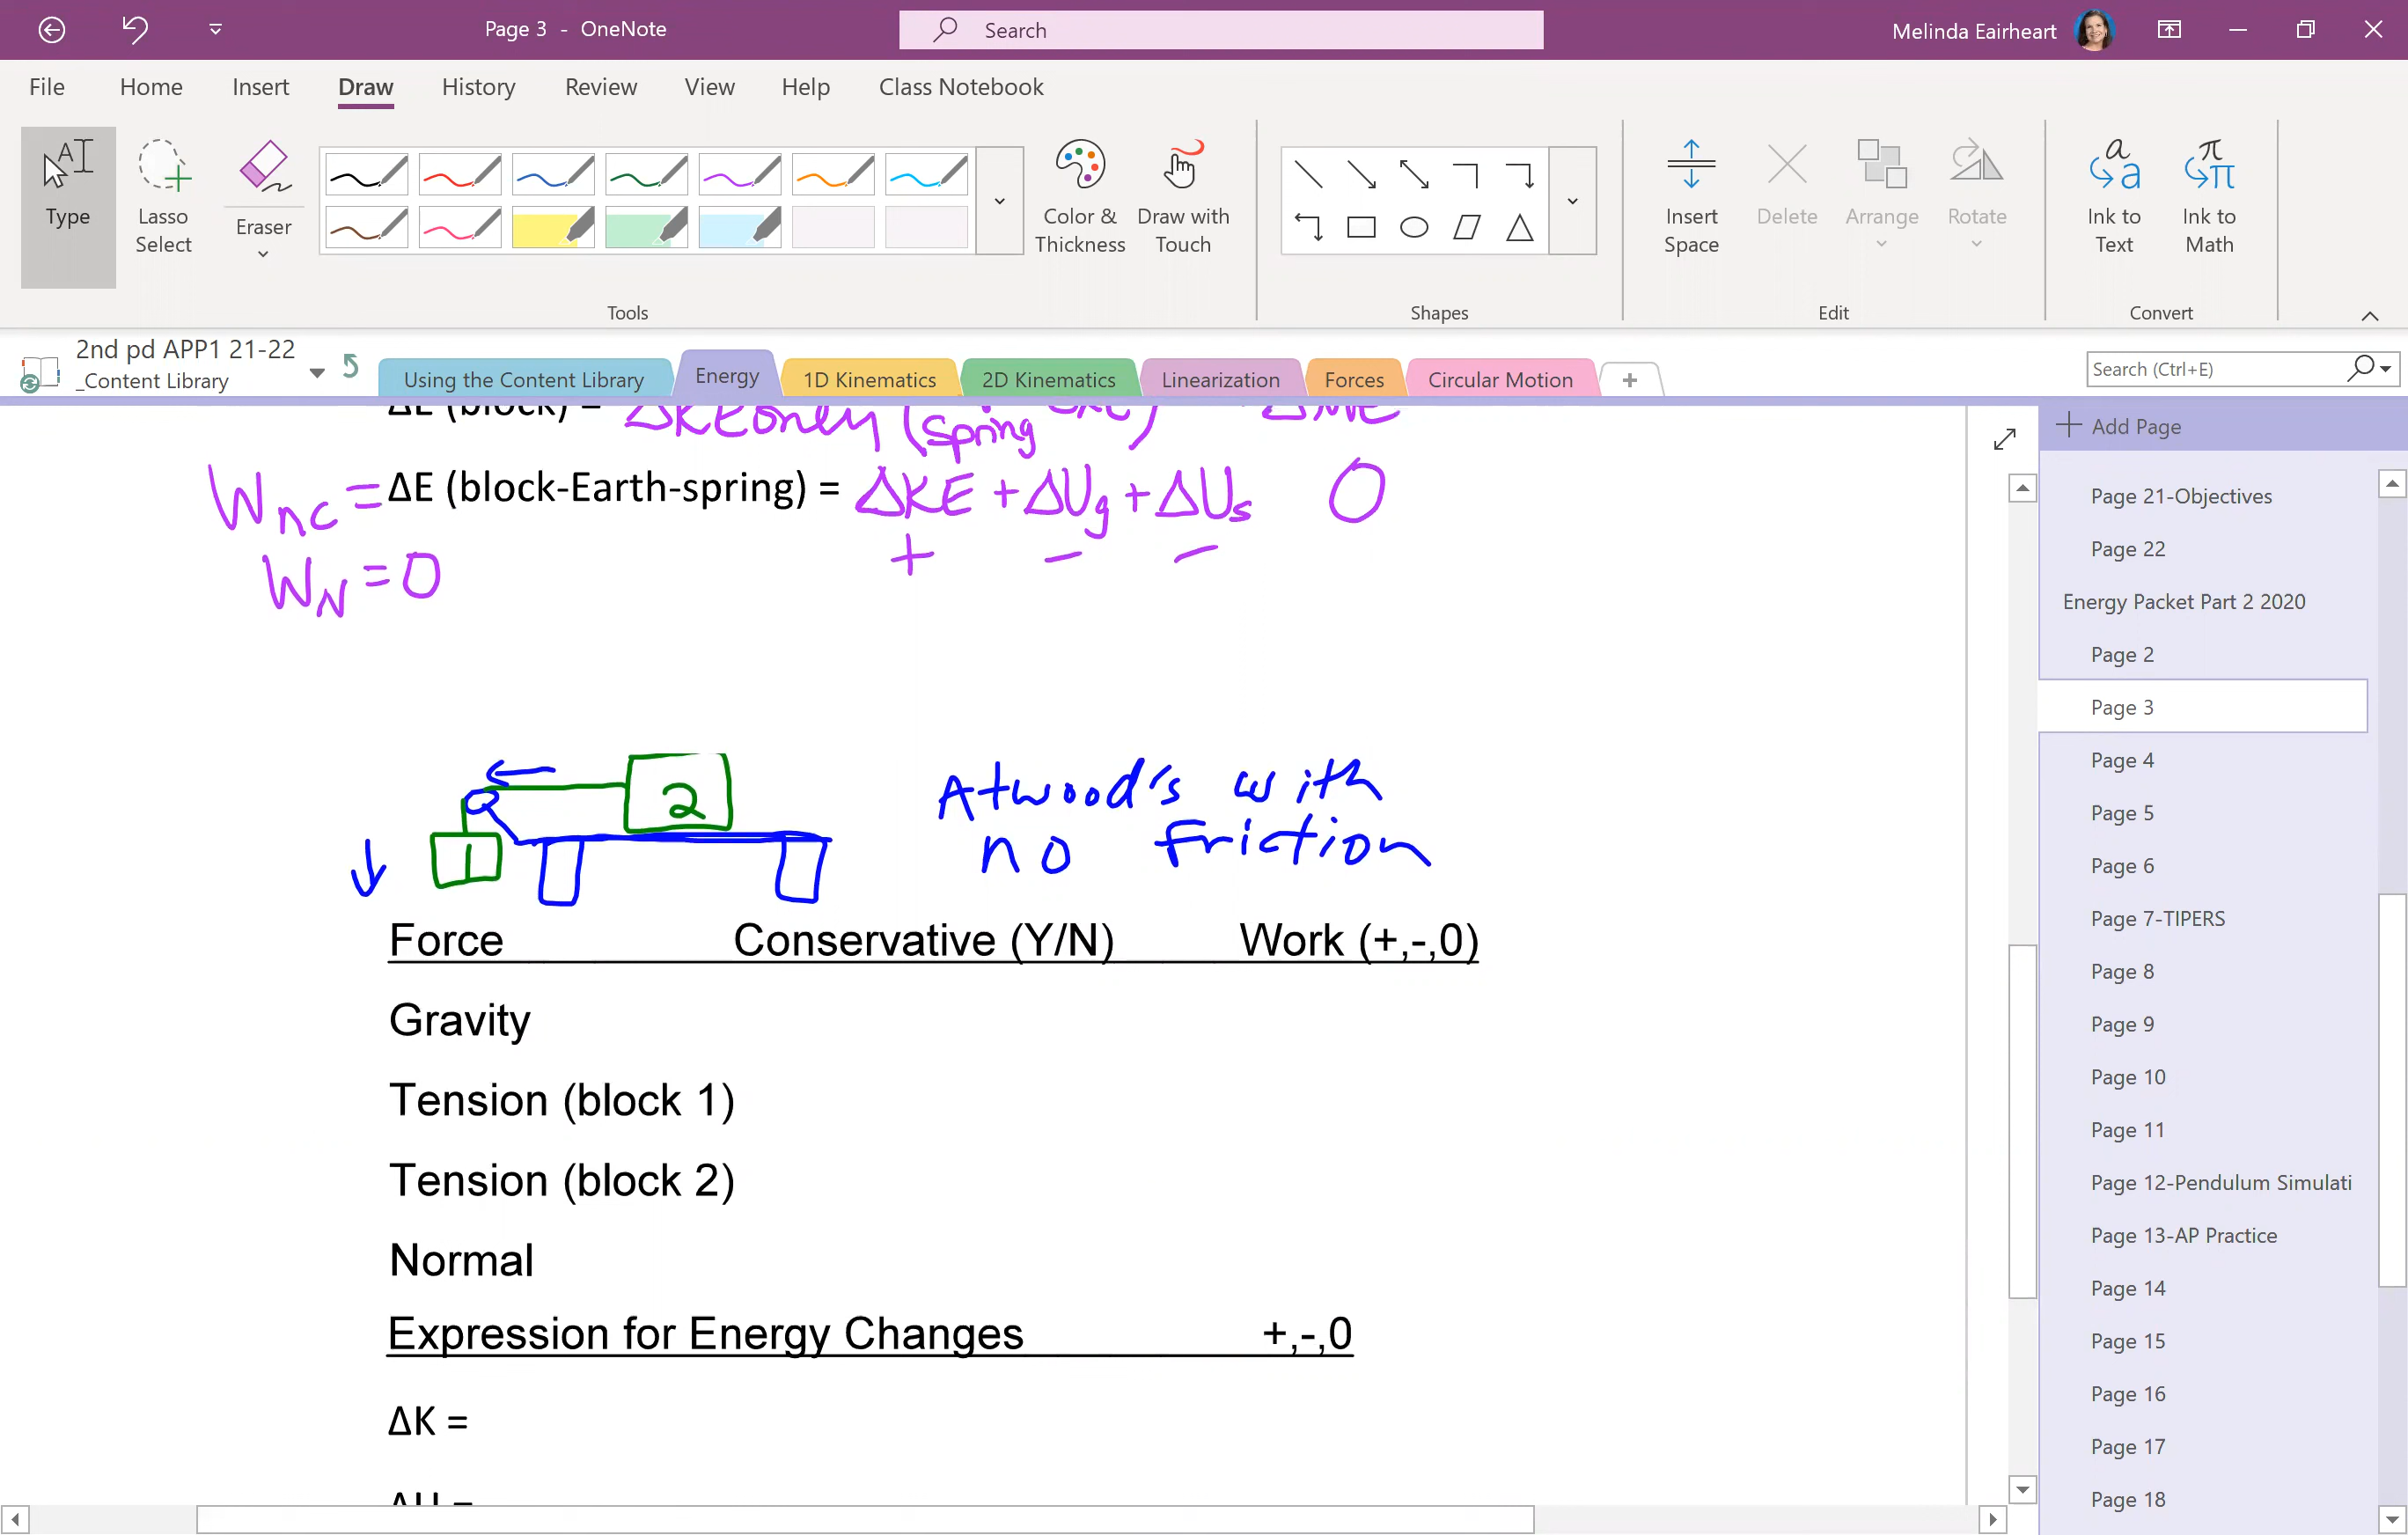 Page 3 - OneNote
Search
Melinda Eairheart
File Home Insert Draw History Review View Help Class Notebook
Type
Lasso Select
Eraser
Color & Thickness
Draw with Touch
Insert Space
Delete
Arrange
Rotate
Ink to Text
Ink to Math
Tools Shapes Edit Convert
2nd pd APP1 21-22
_Content Library
Using the Content Library Energy 1D Kinematics 2D Kinematics Linearization Forces Circular Motion
Search (Ctrl+E)
ΔE (block) = ΔKE only (spring
Wnc = ΔE (block-Earth-spring) = ΔKE + ΔUg + ΔUs 0
+ − −
WN = 0
2
1
Atwood's with
no friction
Force Conservative (Y/N) Work (+,-,0)
Gravity
Tension (block 1)
Tension (block 2)
Normal
Expression for Energy Changes +,-,0
ΔK =
ΔU =
Add Page
Page 21-Objectives
Page 22
Energy Packet Part 2 2020
Page 2
Page 3
Page 4
Page 5
Page 6
Page 7-TIPERS
Page 8
Page 9
Page 10
Page 11
Page 12-Pendulum Simulati
Page 13-AP Practice
Page 14
Page 15
Page 16
Page 17
Page 18